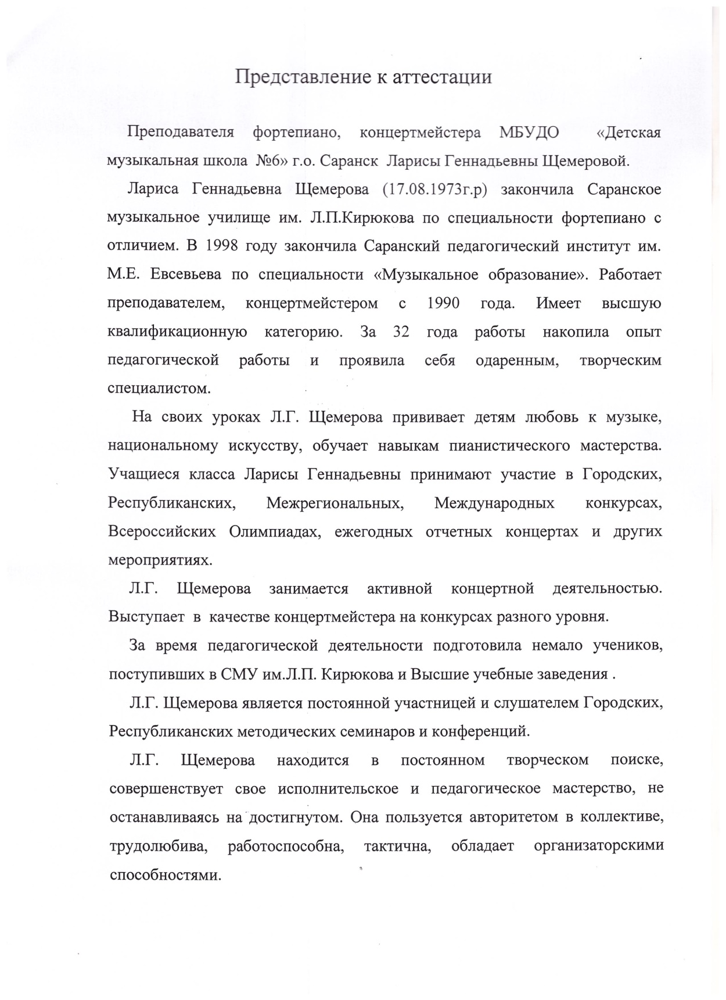 Представление к аттестации
Преподавателя фортепиано, концертмейстера МБУДО «Детская
музыкальная школа №6» г.о. Саранск Ларисы Геннадьевны Щемеровой.
Лариса Геннадьевна Щемерова (17.08.1973г.р) закончила Саранское
музыкальное училище им. Л.П.Кирюкова по специальности фортепиано с
отличием. В 1998 году закончила Саранский педагогический институт им.
М.Е. Евсевьева по специальности «Музыкальное образование». Работает
преподавателем, концертмейстером с 1990 года. Имеет высшую
квалификационную категорию. За 32 года работы накопила опыт
педагогической работы и проявила себя одаренным, творческим
специалистом.
На своих уроках Л.Г. Щемерова прививает детям любовь к музыке,
национальному искусству, обучает навыкам пианистического мастерства.
Учащиеся класса Ларисы Геннадьевны принимают участие в Городских,
Республиканских, Межрегиональных, Международных конкурсах,
Всероссийских Олимпиадах, ежегодных отчетных концертах и других
мероприятиях.
Л.Г. Щемерова занимается активной концертной деятельностью.
Выступает в качестве концертмейстера на конкурсах разного уровня.
За время педагогической деятельности подготовила немало учеников,
поступивших в СМУ им.Л.П. Кирюкова и Высшие учебные заведения .
Л.Г. Щемерова является постоянной участницей и слушателем Городских,
Республиканских методических семинаров и конференций.
Л.Г. Щемерова находится в постоянном творческом поиске,
совершенствует свое исполнительское и педагогическое мастерство, не
останавливаясь на достигнутом. Она пользуется авторитетом в коллективе,
трудолюбива, работоспособна, тактична, обладает организаторскими
способностями.